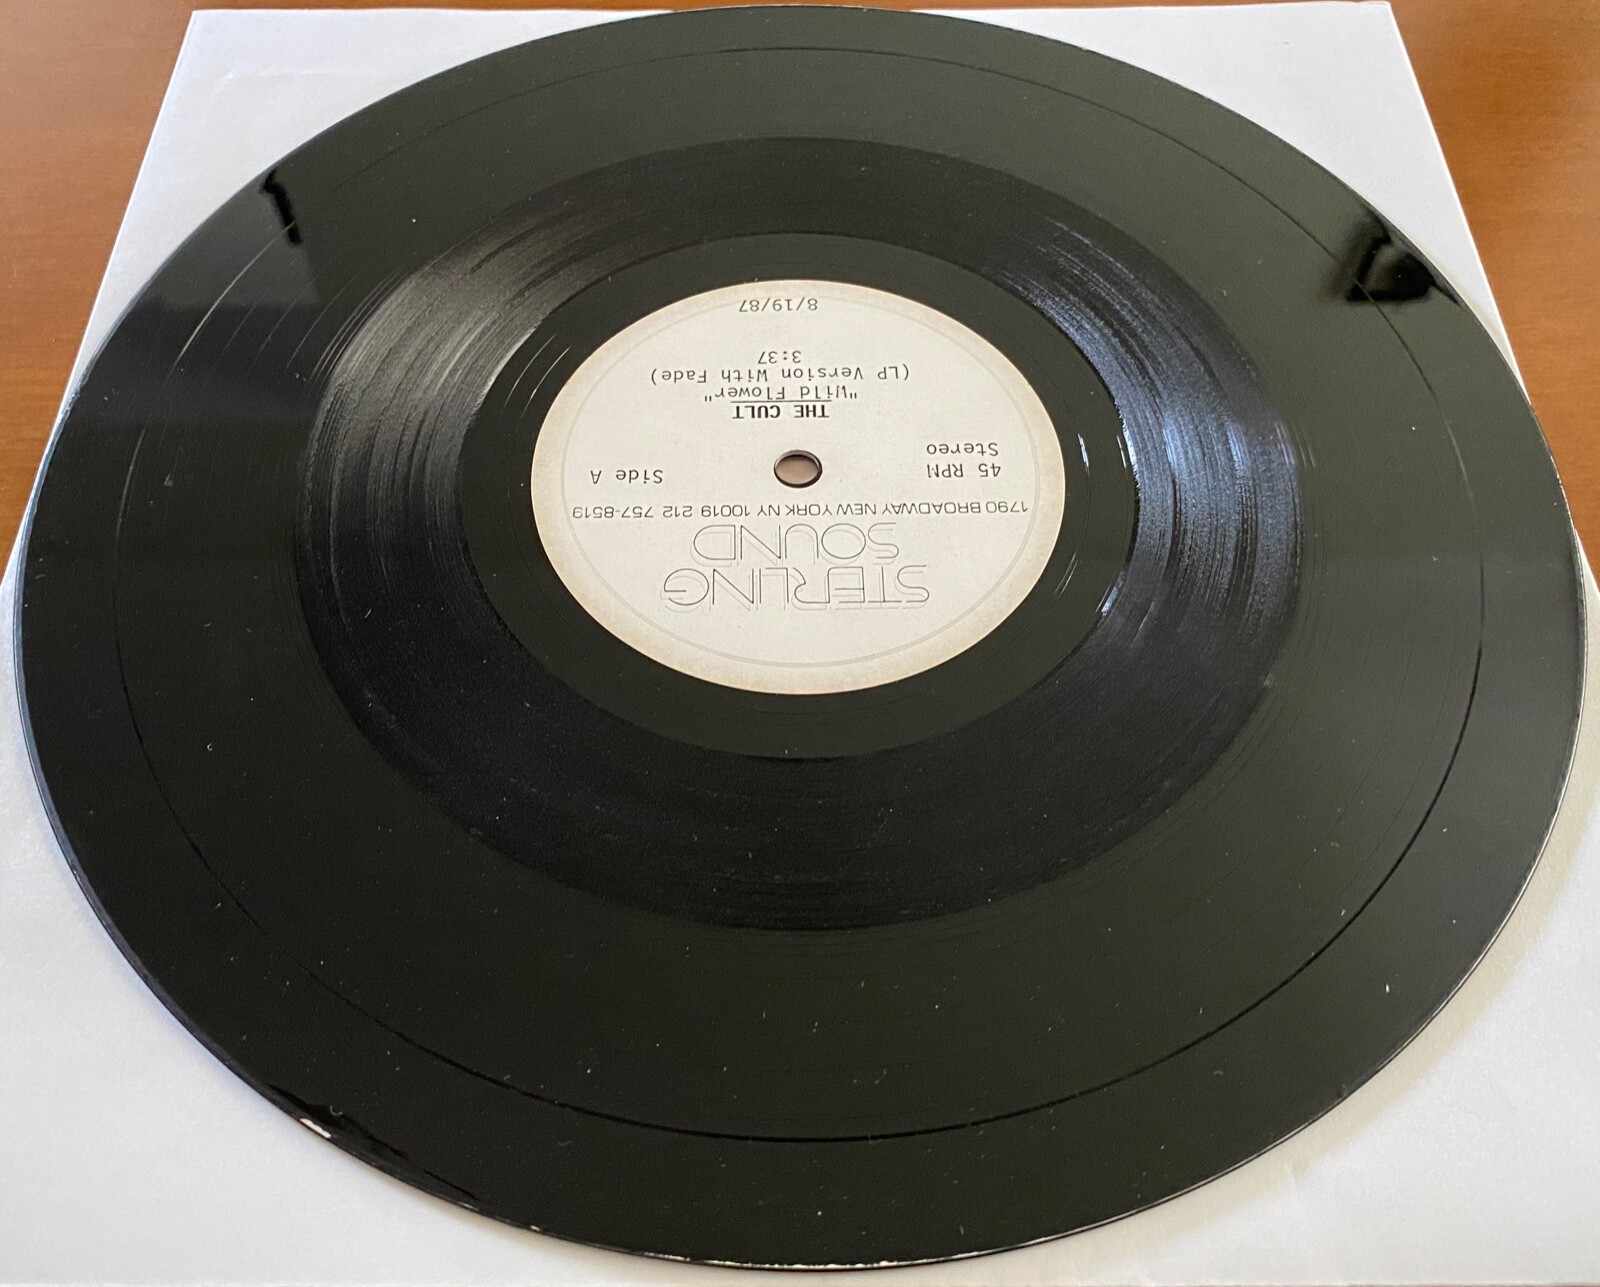 STERLING
SOUND
1790 BROADWAY NEW YORK NY 10019 212 757-8519
45 RPM
Stereo
Side A
THE CULT
"Wild Flower"
(LP Version With Fade)
3:37
8/19/87